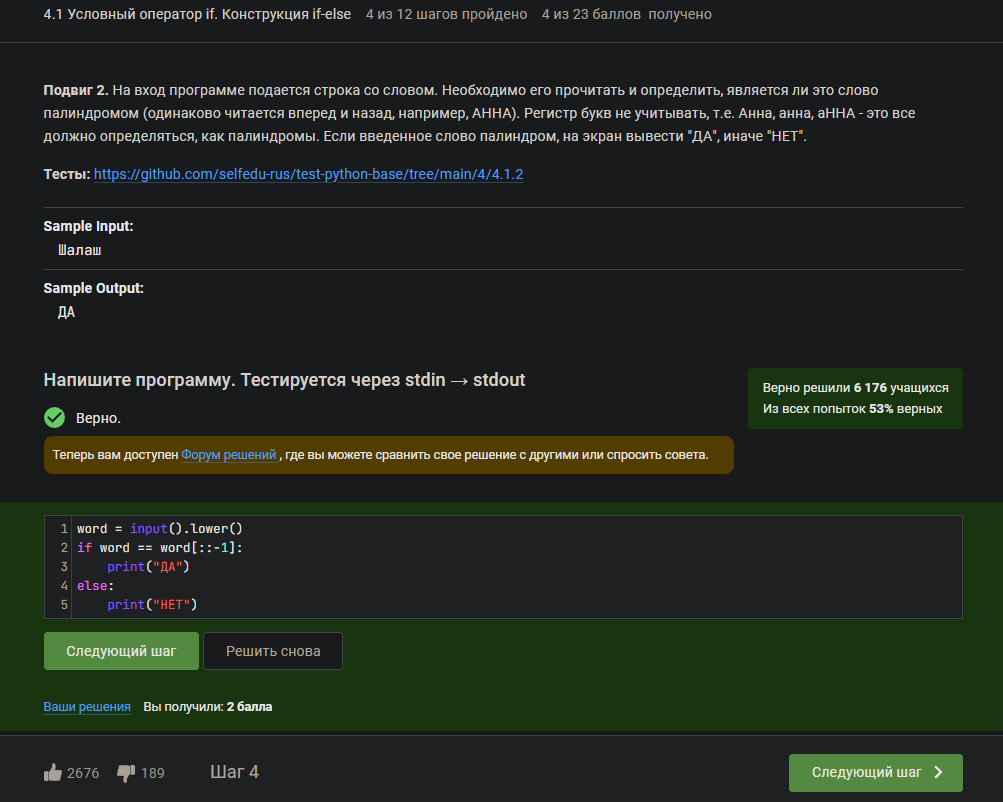 4.1 Условный оператор if. Конструкция if-else 4 из 12 шагов пройдено 4 из 23 баллов получено
Подвиг 2. На вход программе подается строка со словом. Необходимо его прочитать и определить, является ли это слово
палиндромом (одинаково читается вперед и назад, например, АННА). Регистр букв не учитывать, т.е. Анна, анна, аННА - это все
должно определяться, как палиндромы. Если введенное слово палиндром, на экран вывести "ДА", иначе "НЕТ".
Тесты: https://github.com/selfedu-rus/test-python-base/tree/main/4/4.1.2
Sample Input:
Шалаш
Sample Output:
ДА
Напишите программу. Тестируется через stdin → stdout
Верно решили 6 176 учащихся
Из всех попыток 53% верных
Верно.
Теперь вам доступен Форум решений , где вы можете сравнить свое решение с другими или спросить совета.
1 word = input().lower()
2 if word == word[::-1]:
3     print("ДА")
4 else:
5     print("НЕТ")
Следующий шаг Решить снова
Ваши решения Вы получили: 2 балла
2676 189 Шаг 4 Следующий шаг